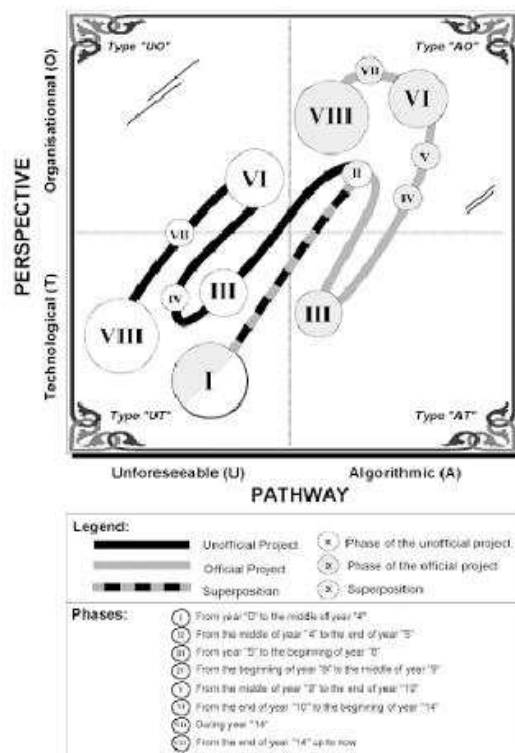 Type "UO"
Type "AO"
PERSPECTIVE
Organisationnal (O)
Technological (T)
VII
VIII
VI
V
II
IV
VI
VII
IV
III
III
VIII
I
Type "UT"
Type "AT"
Unforeseeable (U)
Algorithmic (A)
PATHWAY
Legend:
Unofficial Project
Phase of the unofficial project
Official Project
Phase of the official project
Superposition
Superposition
Phases:
I From year "0" to the middle of year "4"
II From the middle of year "4" to the end of year "5"
III From year "5" to the beginning of year
IV From the beginning of year to the middle of year "9"
V From the middle of year "9" to the end of year "10"
VI From the end of year "10" to the beginning of year "14"
VII During year "14"
VIII From the end of year "14" up to now